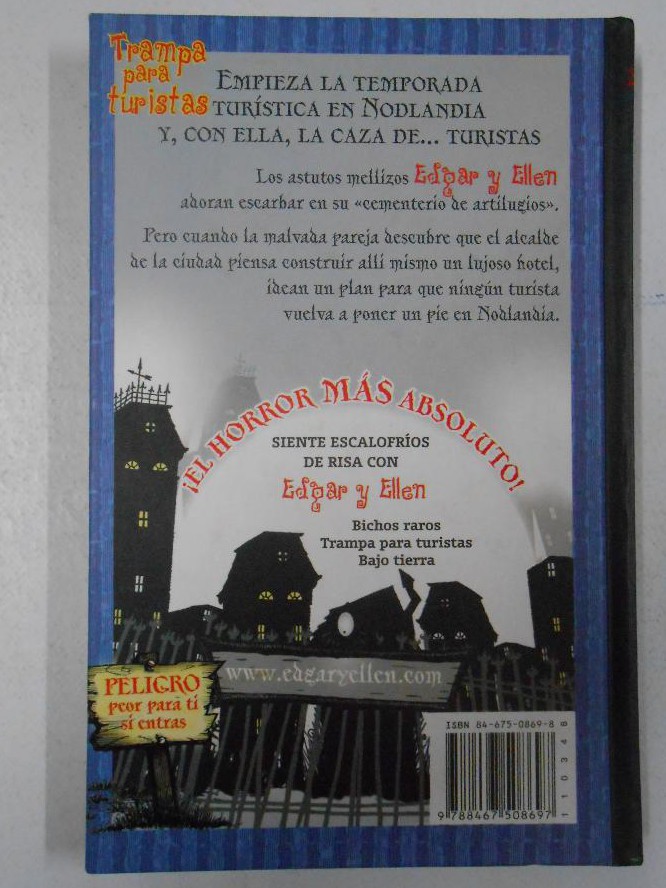 Trampa
para
turistas
EMPIEZA LA TEMPORADA
TURÍSTICA EN NODLANDIA
Y, CON ELLA, LA CAZA DE... TURISTAS
Los astutos mellizos Edgar y Ellen
adoran escarbar en su «cementerio de artilugios».
Pero cuando la malvada pareja descubre que el alcalde
de la ciudad piensa construir allí mismo un lujoso hotel,
idean un plan para que ningún turista
vuelva a poner un pie en Nodlandia.
¡EL HORROR MÁS ABSOLUTO!
SIENTE ESCALOFRÍOS
DE RISA CON
Edgar y Ellen
Bichos raros
Trampa para turistas
Bajo tierra
www.edgaryellen.com
PELIGRO
peor para ti
si entras
ISBN 84-675-0869-8
9 788467 508697
110348